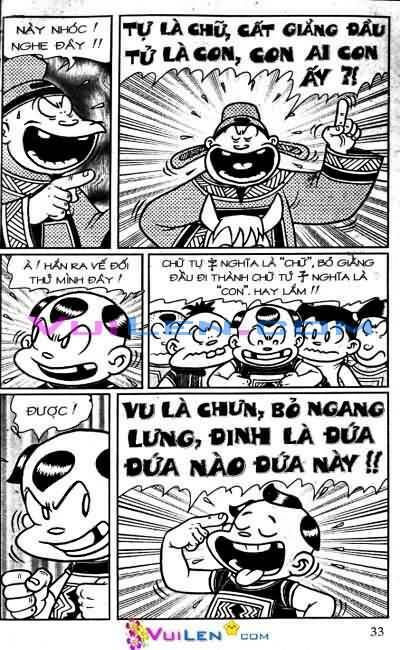 NÀY NHÓC !
NGHE ĐÂY !!
TỰ LÀ CHỮ, CẤT GIẰNG ĐẦU
TỬ LÀ CON, CON AI CON
ẤY ?!
À ! HẮN RA VẾ ĐỐI
THỬ MÌNH ĐÂY !
CHỮ TỰ 字 NGHĨA LÀ "CHỮ", BỎ GIẰNG
ĐẦU ĐI THÀNH CHỮ TỬ 子 NGHĨA LÀ
"CON". HAY LẮM !!
VUILEN.COM
ĐƯỢC !
VU LÀ CHƯN, BỎ NGANG
LƯNG, ĐINH LÀ ĐỨA
ĐỨA NÀO ĐỨA NÀY !!
VUILEN.COM
33